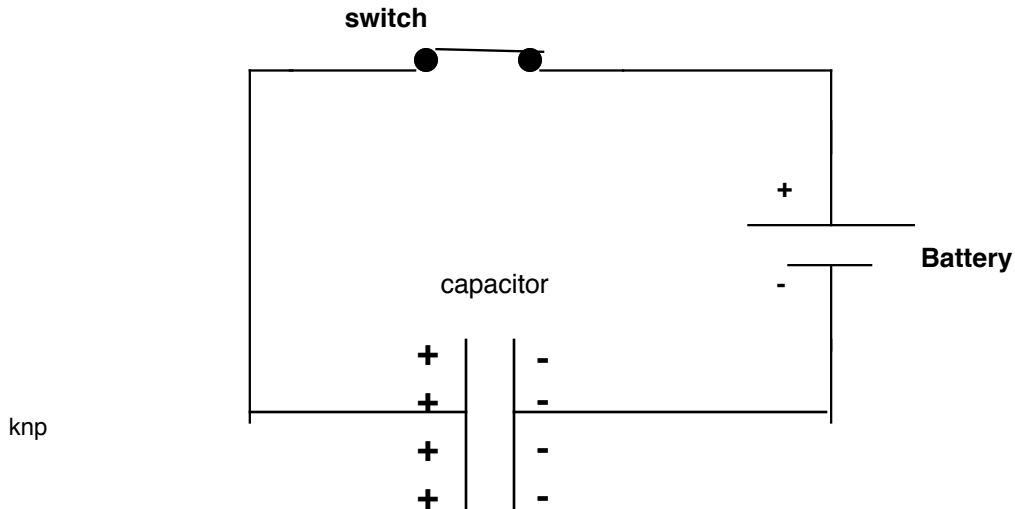 switch
+
Battery
-
capacitor
+ -
+ -
knp
+ -
+ -